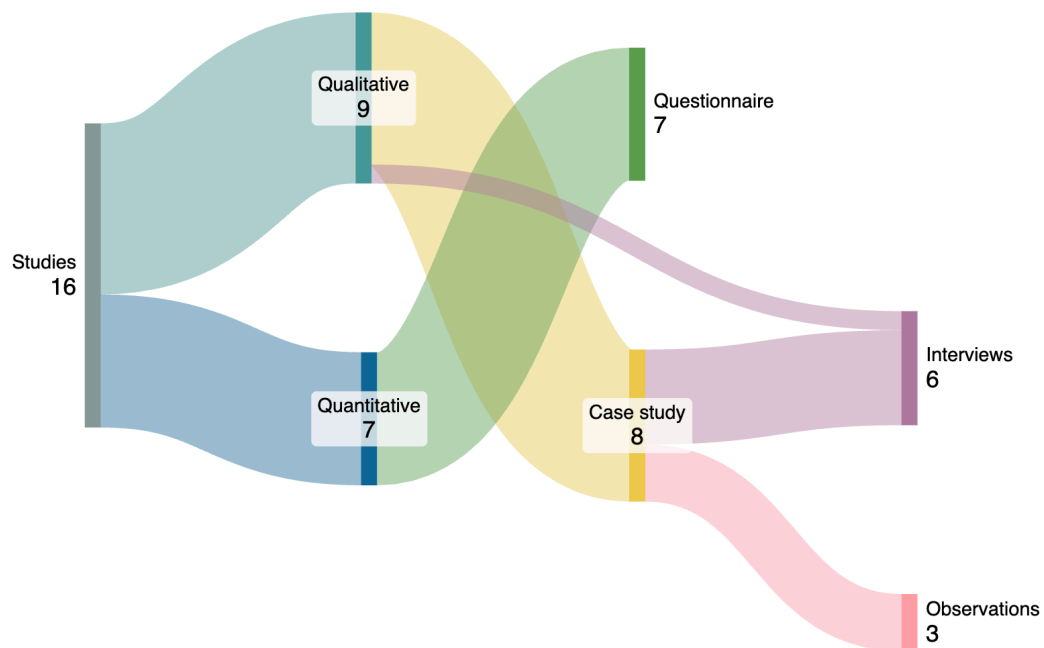 Qualitative
9
Questionnaire
7
Studies
16
Interviews
6
Quantitative
7
Case study
8
Observations
3